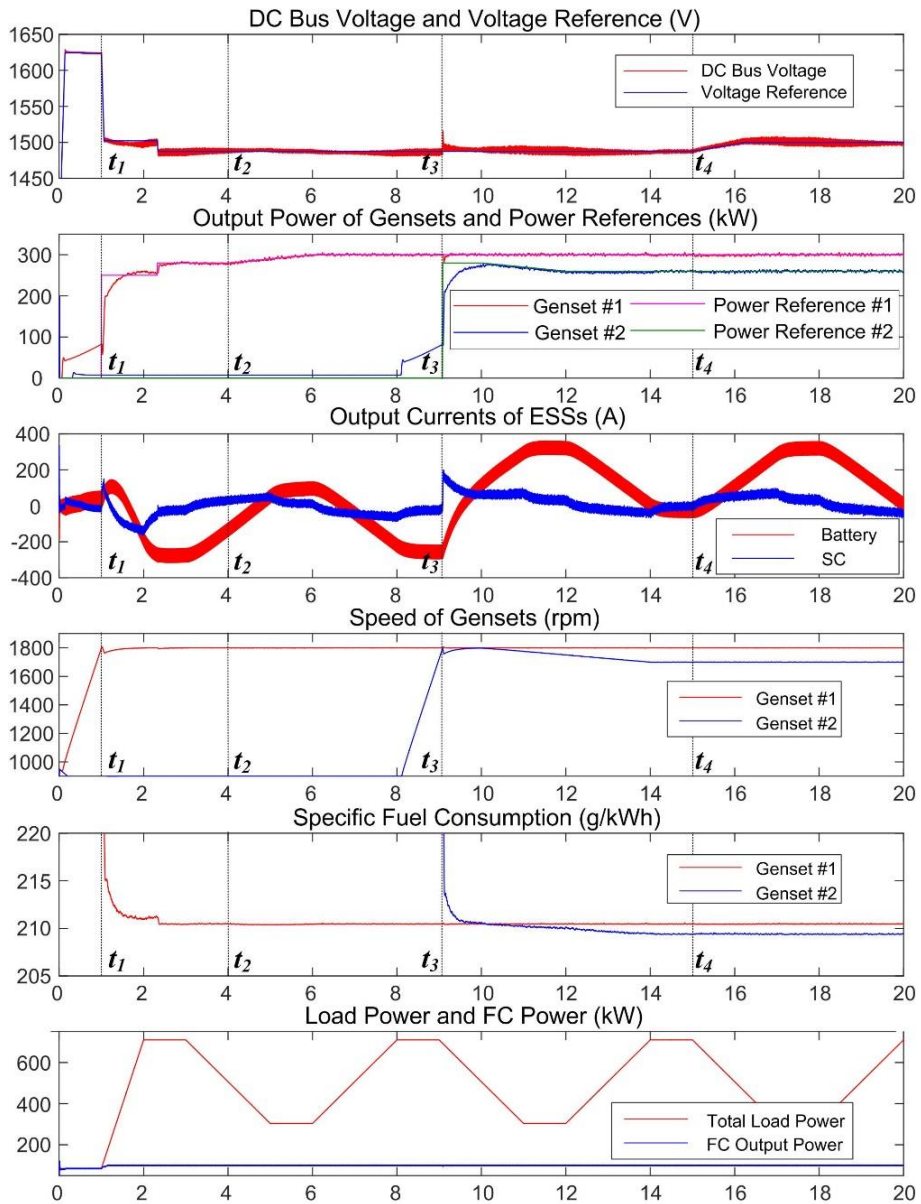 DC Bus Voltage and Voltage Reference (V)
1650
1600
1550
1500
1450
DC Bus Voltage
Voltage Reference
t1 t2 t3 t4
0 2 4 6 8 10 12 14 16 18 20
Output Power of Gensets and Power References (kW)
300
200
100
0
Genset #1 Power Reference #1
Genset #2 Power Reference #2
t1 t2 t3 t4
0 2 4 6 8 10 12 14 16 18 20
Output Currents of ESSs (A)
400
200
0
-200
-400
Battery
SC
t1 t2 t3 t4
0 2 4 6 8 10 12 14 16 18 20
Speed of Gensets (rpm)
1800
1600
1400
1200
1000
Genset #1
Genset #2
t1 t2 t3 t4
0 2 4 6 8 10 12 14 16 18 20
Specific Fuel Consumption (g/kWh)
220
215
210
205
Genset #1
Genset #2
t1 t2 t3 t4
0 2 4 6 8 10 12 14 16 18 20
Load Power and FC Power (kW)
600
400
200
Total Load Power
FC Output Power
0 2 4 6 8 10 12 14 16 18 20